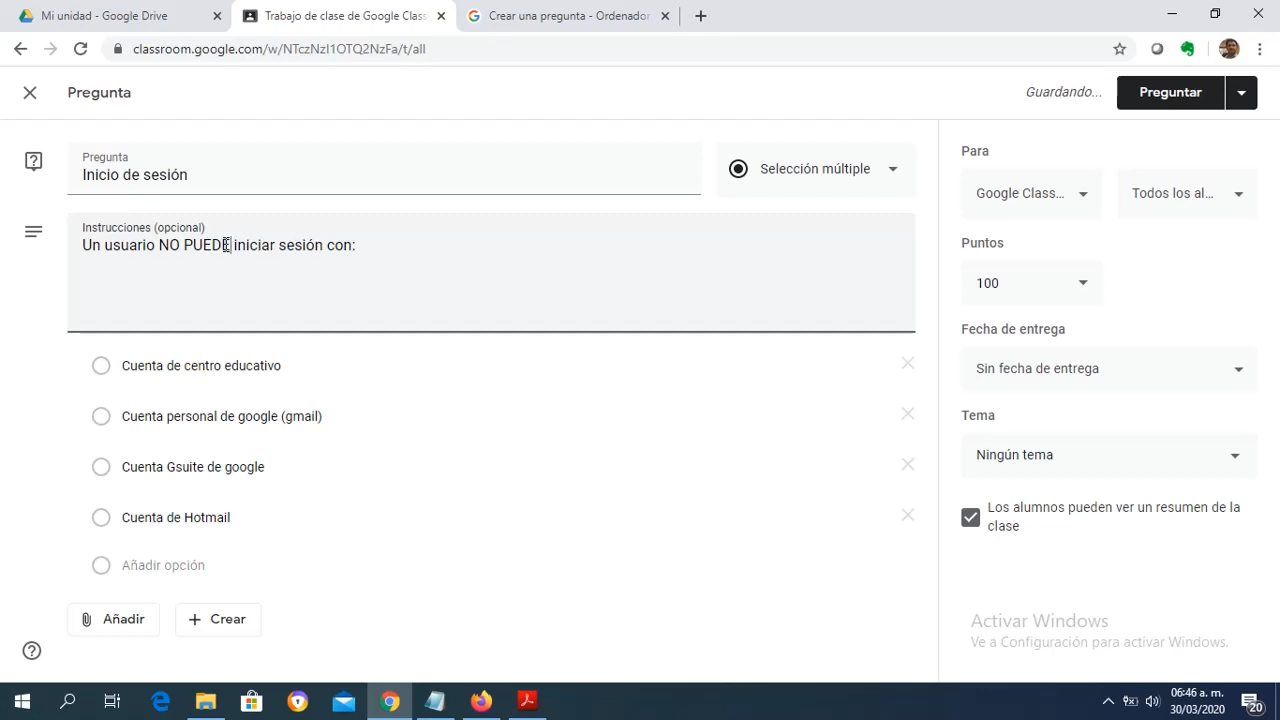 Mi unidad - Google Drive
Trabajo de clase de Google Clas
Crear una pregunta - Ordenador
classroom.google.com/w/NTczNzI1OTQ2NzFa/t/all
Pregunta
Guardando...
Preguntar
Pregunta
Inicio de sesión
Selección múltiple
Instrucciones (opcional)
Un usuario NO PUEDE iniciar sesión con:
Cuenta de centro educativo
Cuenta personal de google (gmail)
Cuenta Gsuite de google
Cuenta de Hotmail
Añadir opción
Añadir
Crear
Para
Google Class...
Todos los al...
Puntos
100
Fecha de entrega
Sin fecha de entrega
Tema
Ningún tema
Los alumnos pueden ver un resumen de la
clase
Activar Windows
Ve a Configuración para activar Windows.
06:46 a. m.
30/03/2020
20